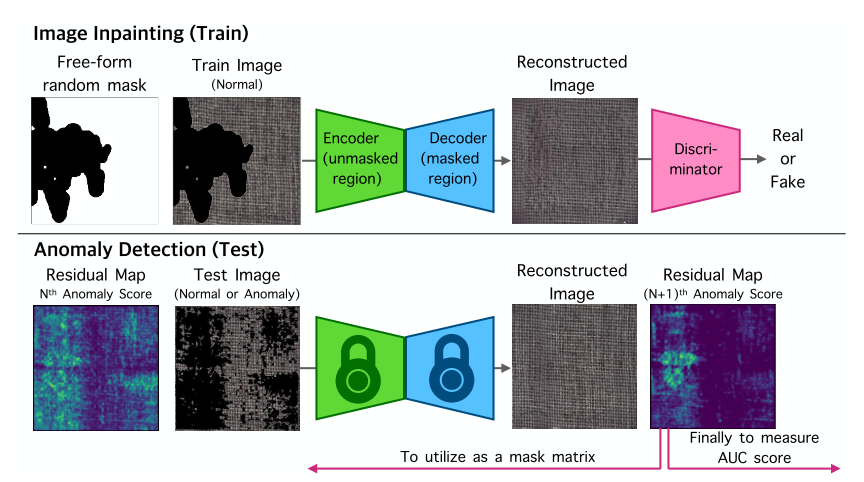 Image Inpainting (Train)
Free-form
random mask
Train Image
(Normal)
Encoder
(unmasked
region)
Decoder
(masked
region)
Reconstructed
Image
Discri-
minator
Real
or
Fake
Anomaly Detection (Test)
Residual Map
Nth Anomaly Score
Test Image
(Normal or Anomaly)
Reconstructed
Image
Residual Map
(N+1)th Anomaly Score
To utilize as a mask matrix
Finally to measure
AUC score